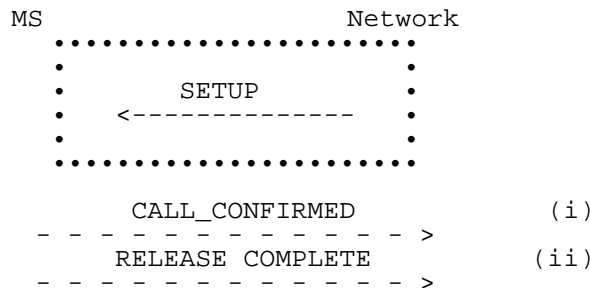 MS Network
SETUP
CALL_CONFIRMED (i)
RELEASE COMPLETE (ii)